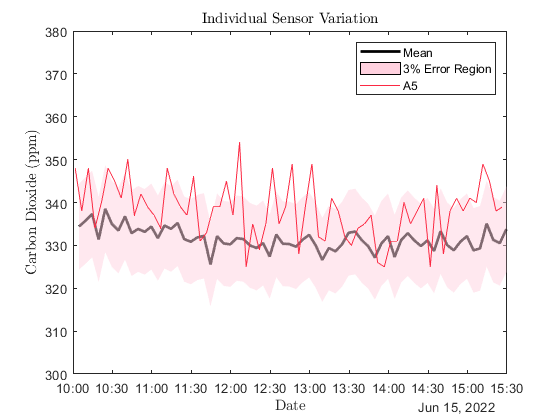 Individual Sensor Variation
Carbon Dioxide (ppm)
380
370
360
350
340
330
320
310
300
Mean
3% Error Region
A5
10:00 10:30 11:00 11:30 12:00 12:30 13:00 13:30 14:00 14:30 15:00 15:30
Date
Jun 15, 2022